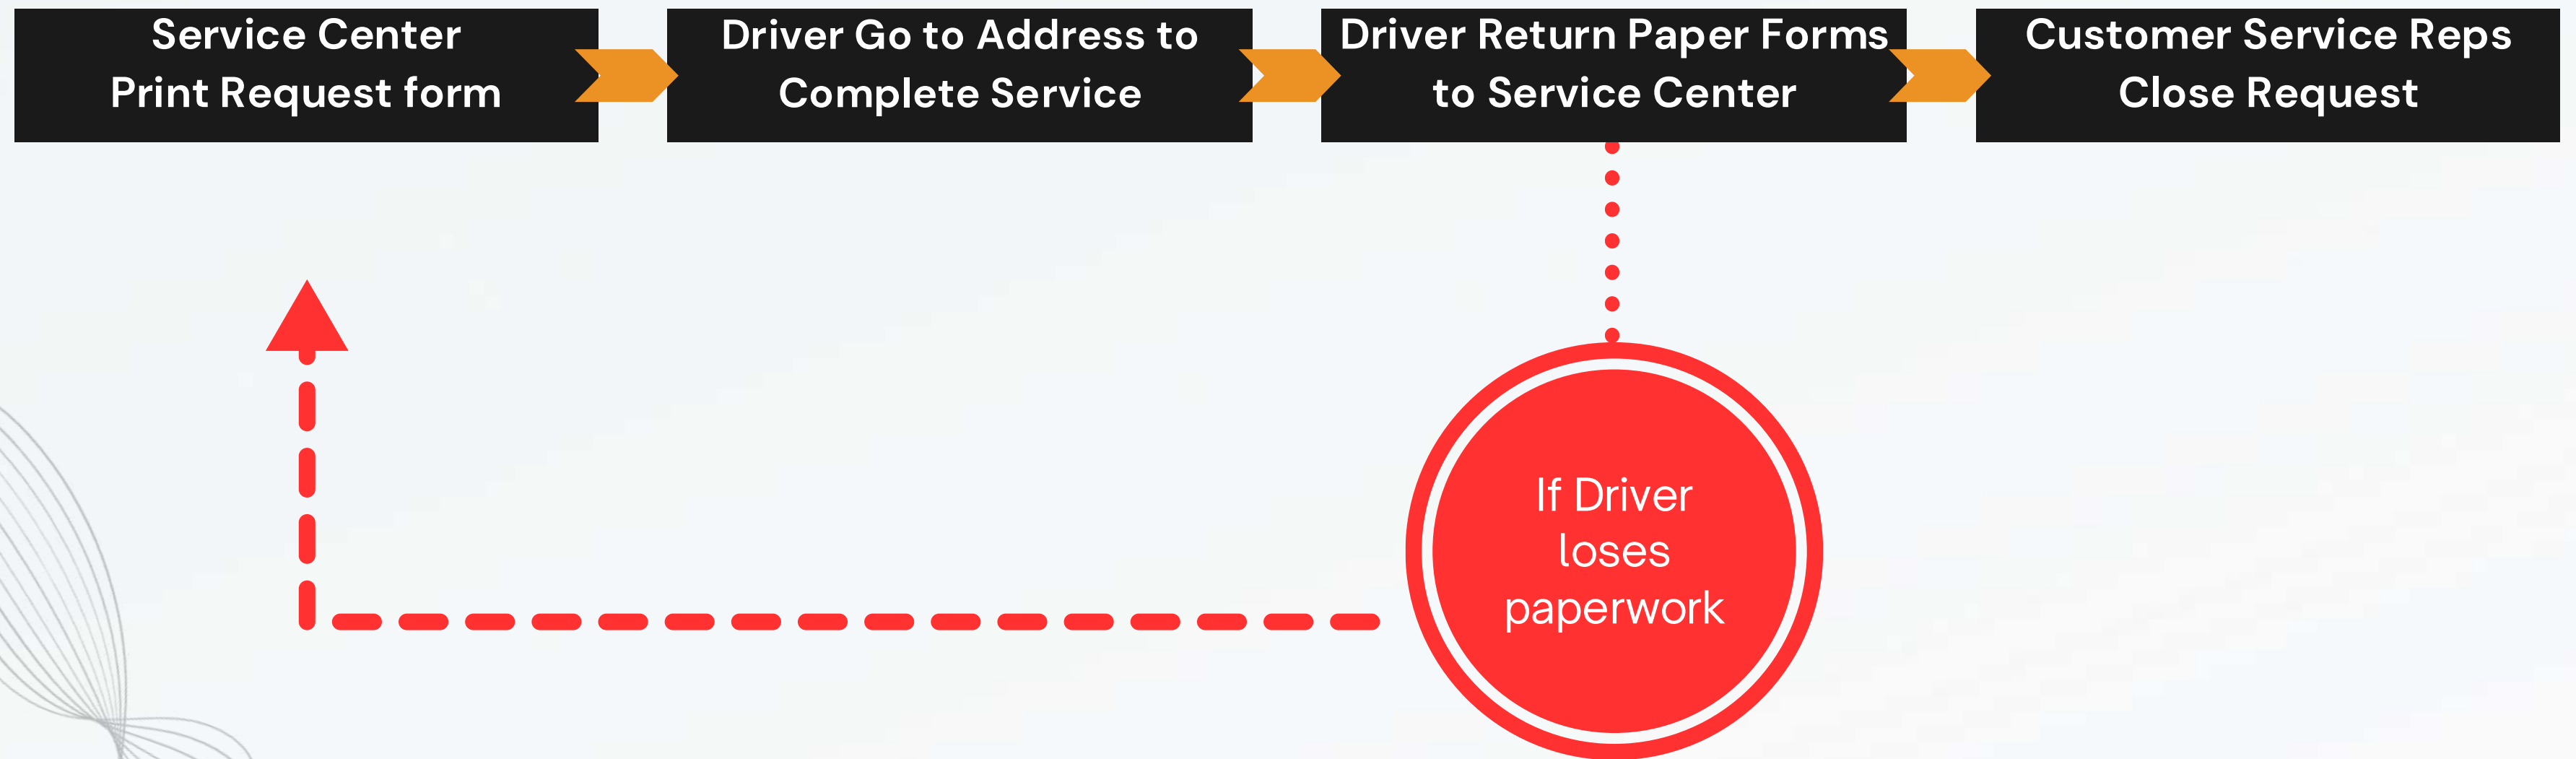 Service Center
Print Request form
Driver Go to Address to
Complete Service
Driver Return Paper Forms
to Service Center
Customer Service Reps
Close Request
If Driver
loses
paperwork